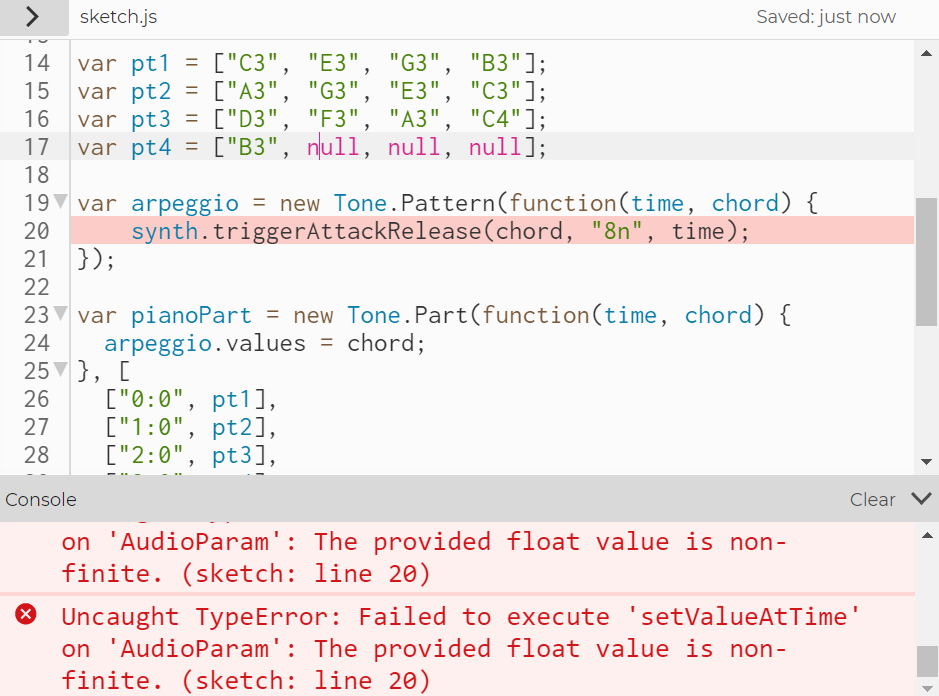 sketch.js Saved: just now
14 var pt1 = ["C3", "E3", "G3", "B3"];
15 var pt2 = ["A3", "G3", "E3", "C3"];
16 var pt3 = ["D3", "F3", "A3", "C4"];
17 var pt4 = ["B3", null, null, null];
18
19 var arpeggio = new Tone.Pattern(function(time, chord) {
20 synth.triggerAttackRelease(chord, "8n", time);
21 });
22
23 var pianoPart = new Tone.Part(function(time, chord) {
24 arpeggio.values = chord;
25 }, [
26 ["0:0", pt1],
27 ["1:0", pt2],
28 ["2:0", pt3],
Console Clear
on 'AudioParam': The provided float value is non-
finite. (sketch: line 20)
Uncaught TypeError: Failed to execute 'setValueAtTime'
on 'AudioParam': The provided float value is non-
finite. (sketch: line 20)